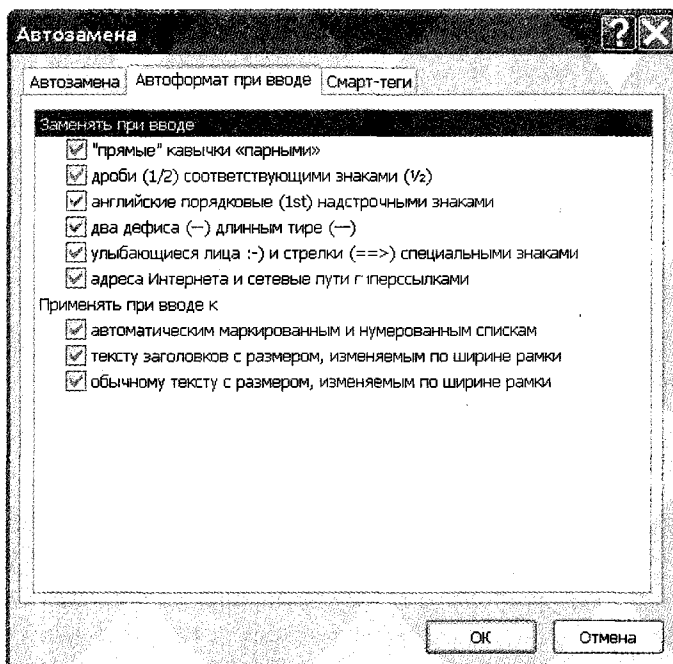 Автозамена
Автозамена Автоформат при вводе Смарт-теги
Заменять при вводе
"прямые" кавычки «парными»
дроби (1/2) соответствующими знаками (½)
английские порядковые (1st) надстрочными знаками
два дефиса (--) длинным тире (—)
улыбающиеся лица :-) и стрелки (==>) специальными знаками
адреса Интернета и сетевые пути гиперссылками
Применять при вводе к
автоматическим маркированным и нумерованным спискам
тексту заголовков с размером, изменяемым по ширине рамки
обычному тексту с размером, изменяемым по ширине рамки
ОК Отмена